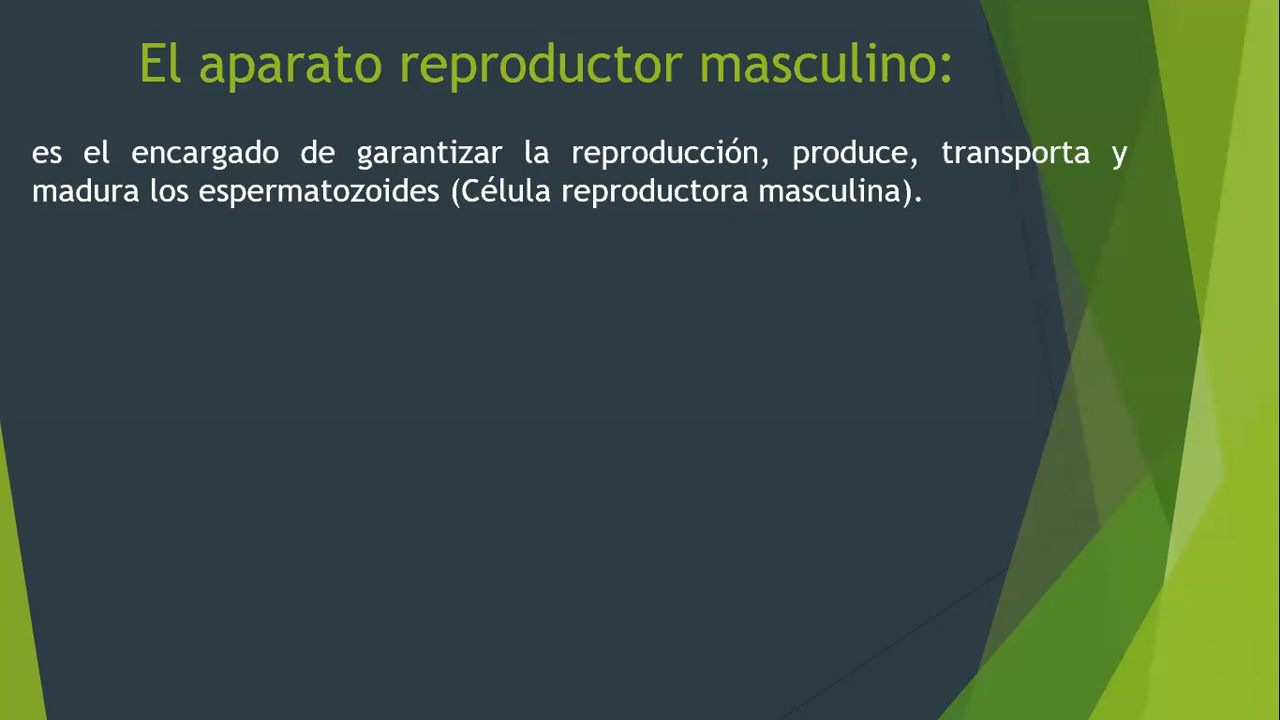 El aparato reproductor masculino:
es el encargado de garantizar la reproducción, produce, transporta y
madura los espermatozoides (Célula reproductora masculina).